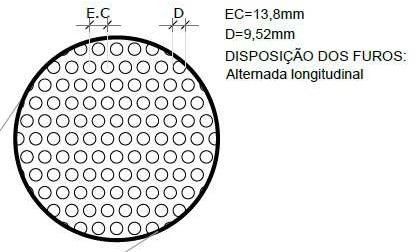 E.C D
EC=13,8mm
D=9,52mm
DISPOSIÇÃO DOS FUROS:
Alternada longitudinal